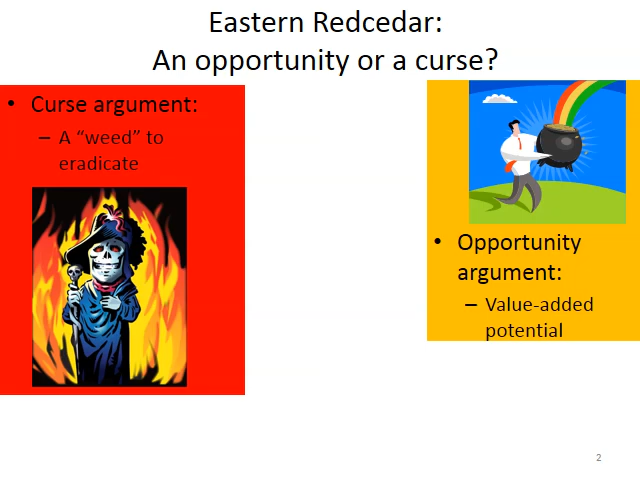 Eastern Redcedar:
An opportunity or a curse?
• Curse argument:
– A “weed” to
eradicate
• Opportunity
argument:
– Value-added
potential
2